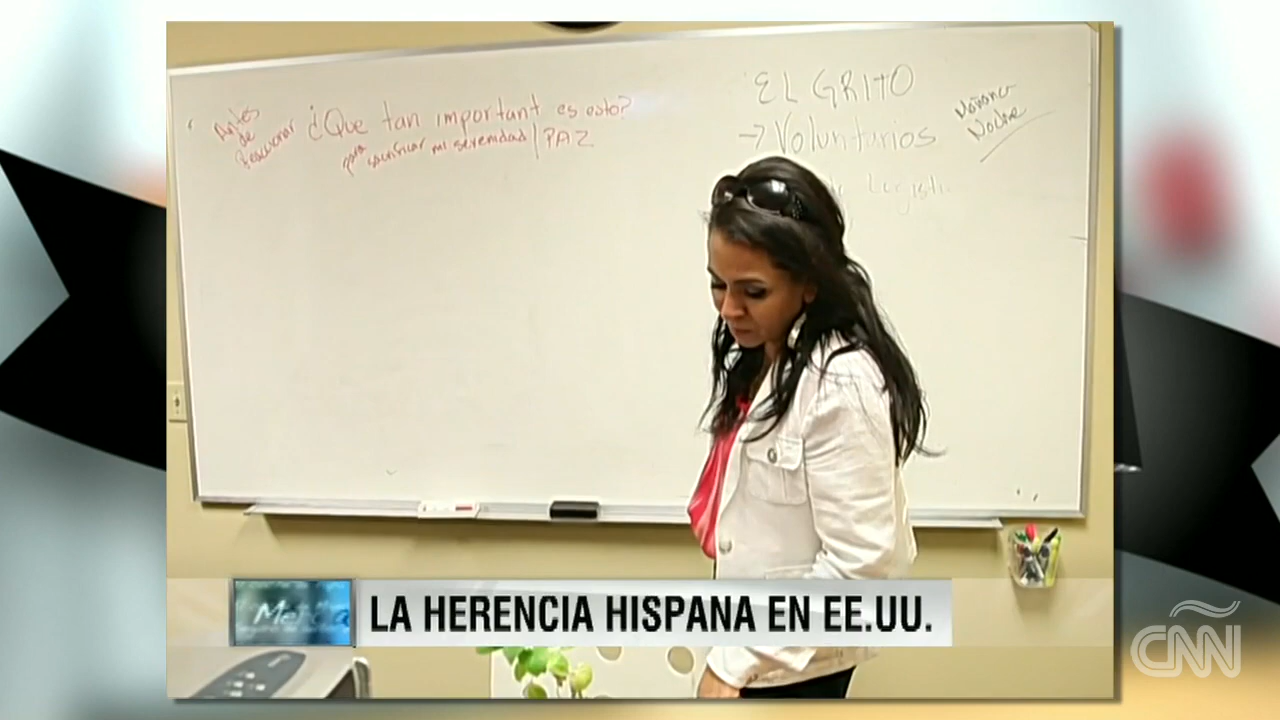 Antes
de
Reaccionar
¿Que tan important es esto?
para sacrificar mi serenidad | PAZ
EL GRITO
→ Voluntarios
Mañana
Noche
LA HERENCIA HISPANA EN EE.UU.
CNN